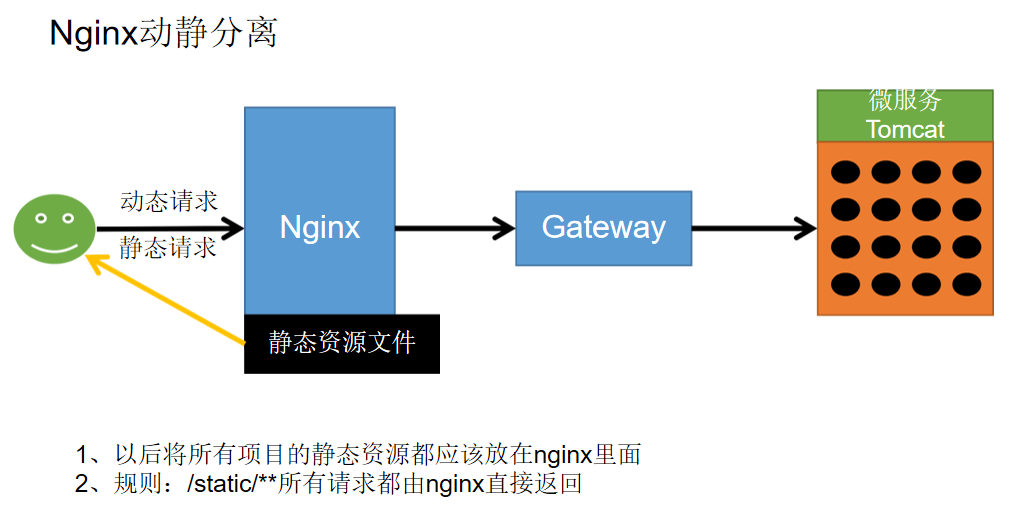 Nginx动静分离
微服务
Tomcat
动态请求
静态请求
Nginx
Gateway
静态资源文件
1、以后将所有项目的静态资源都应该放在nginx里面
2、规则：/static/**所有请求都由nginx直接返回